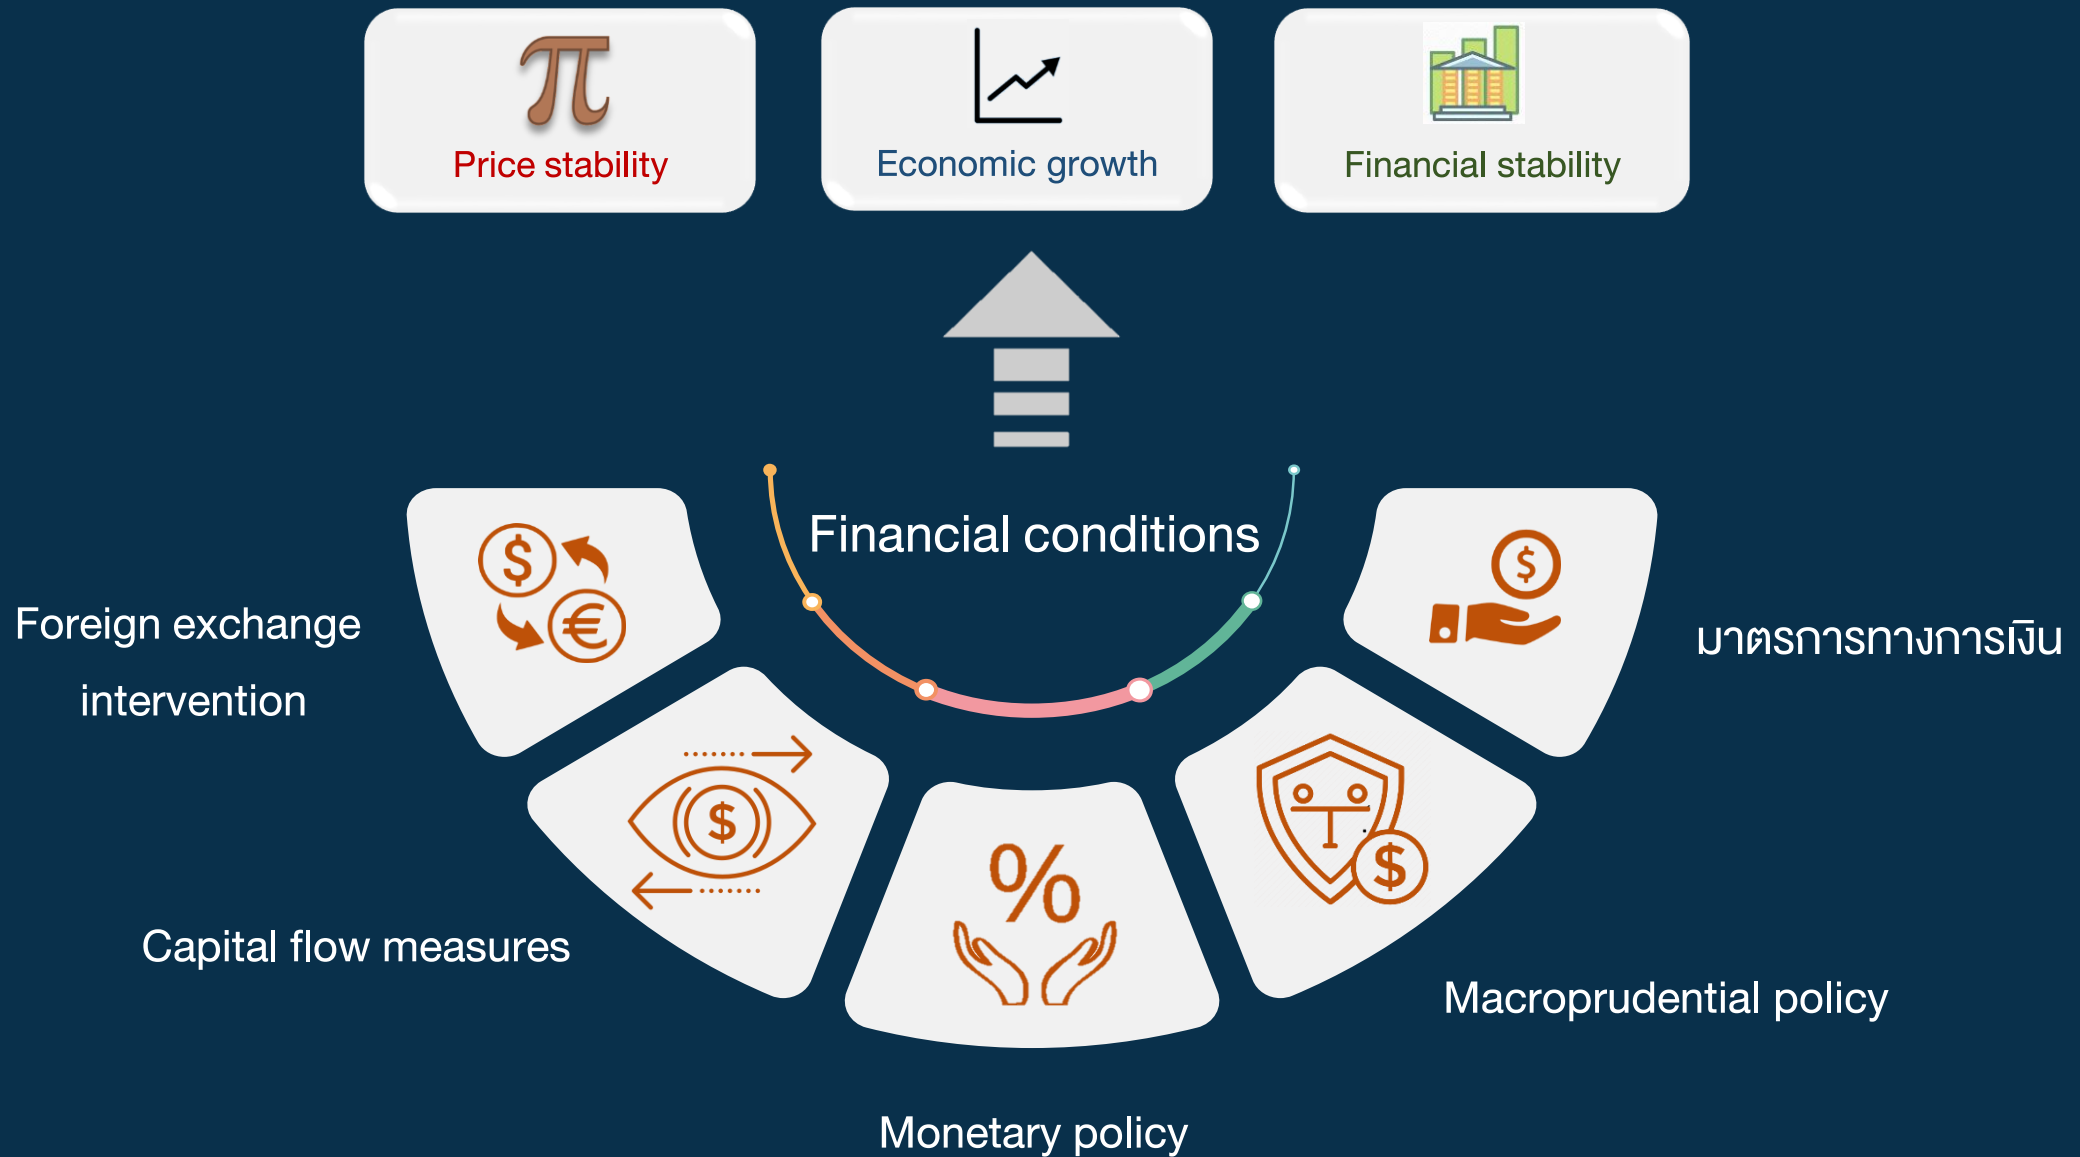 π
Price stability
Economic growth
Financial stability
Financial conditions
$
€
Foreign exchange
intervention
$
มาตรการทางการเงิน
$
Capital flow measures
%
$
Macroprudential policy
Monetary policy